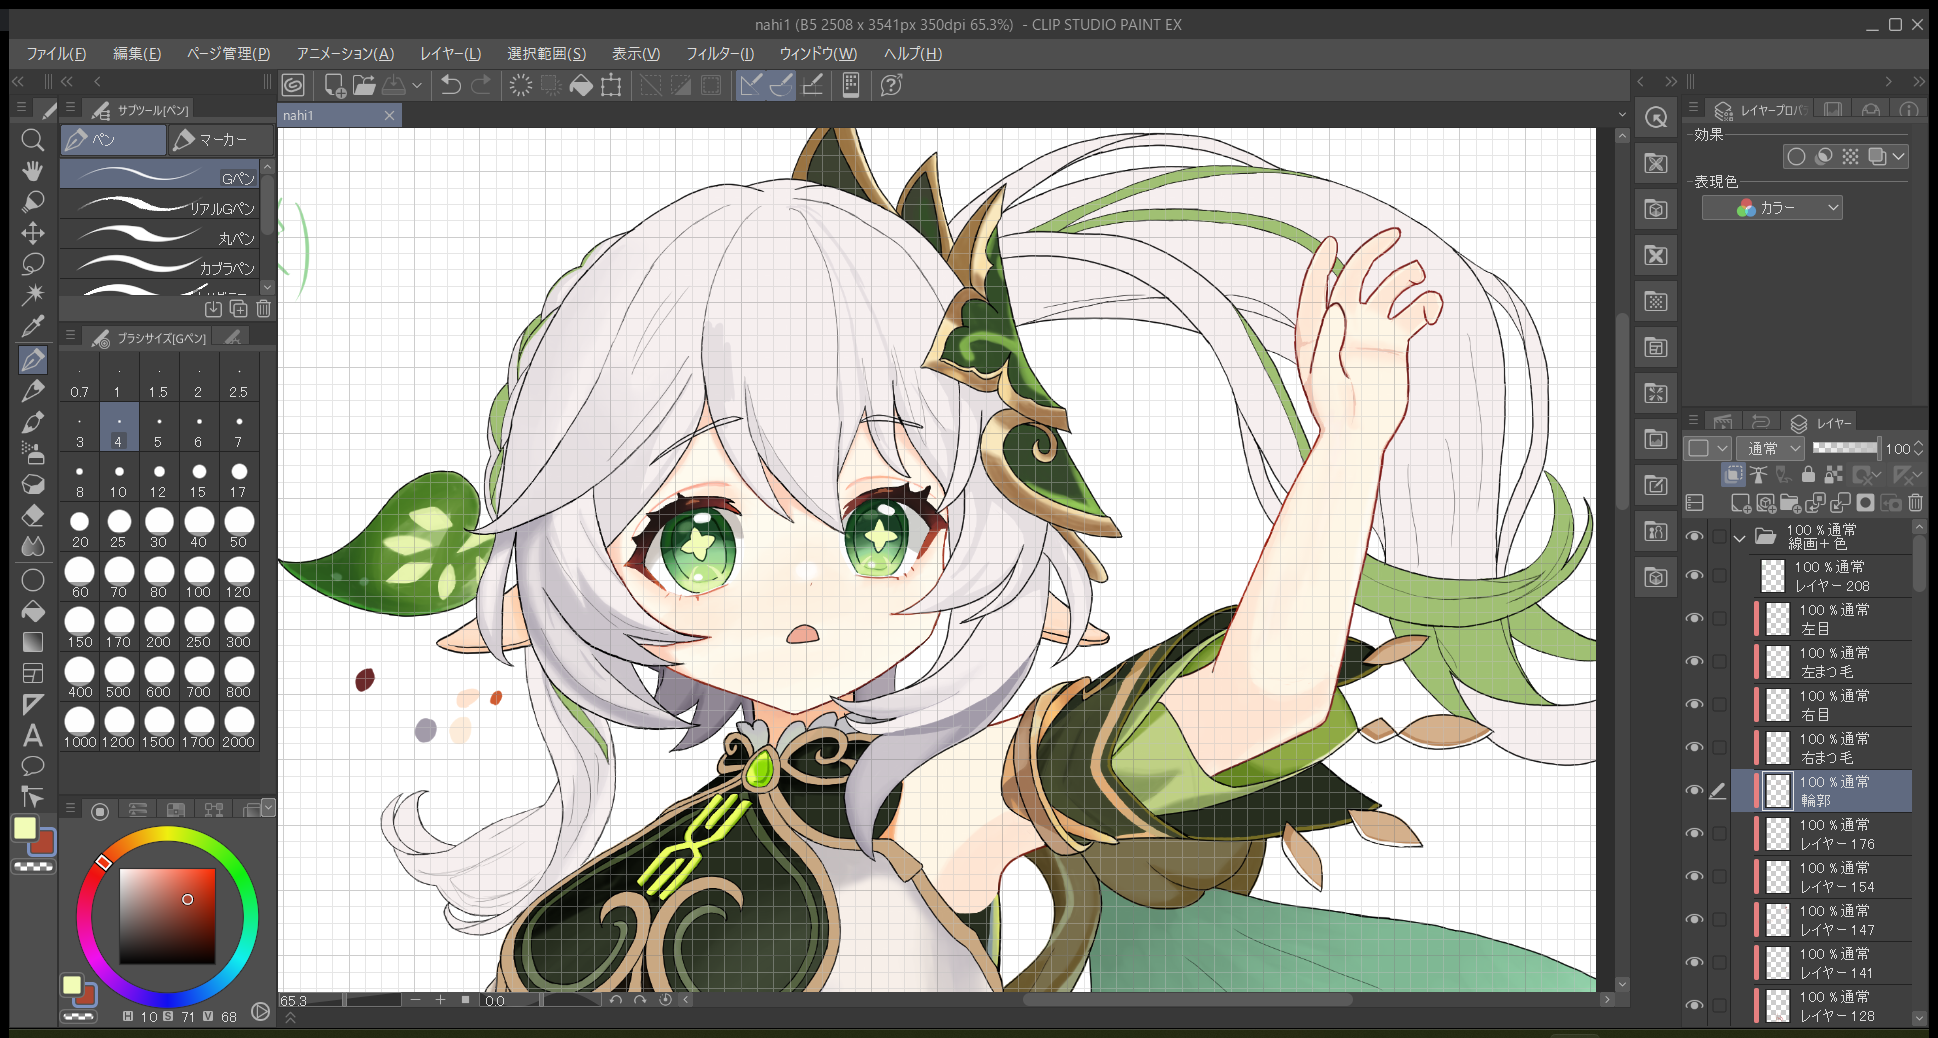 nahi1 (B5 2508 x 3541px 350dpi 65.3%) - CLIP STUDIO PAINT EX
ファイル(F) 編集(E) ページ管理(P) アニメーション(A) レイヤー(L) 選択範囲(S) 表示(V) フィルター(I) ウィンドウ(W) ヘルプ(H)
サブツール[ペン]
ペン マーカー
Gペン
リアルGペン
丸ペン
カブラペン
ブラシサイズ[Gペン]
0.7 1 1.5 2 2.5
3 4 5 6 7
8 10 12 15 17
20 25 30 40 50
60 70 80 100 120
150 170 200 250 300
400 500 600 700 800
1000 1200 1500 1700 2000
H 10 S 71 V 68
nahi1
65.3 0.0
レイヤープロパ
効果
表現色
カラー
レイヤー
通常 100
100 % 通常
線画+色
100 % 通常
レイヤー 208
100 % 通常
左目
100 % 通常
左まつ毛
100 % 通常
右目
100 % 通常
右まつ毛
100 % 通常
輪郭
100 % 通常
レイヤー 176
100 % 通常
レイヤー 154
100 % 通常
レイヤー 147
100 % 通常
レイヤー 141
100 % 通常
レイヤー 128